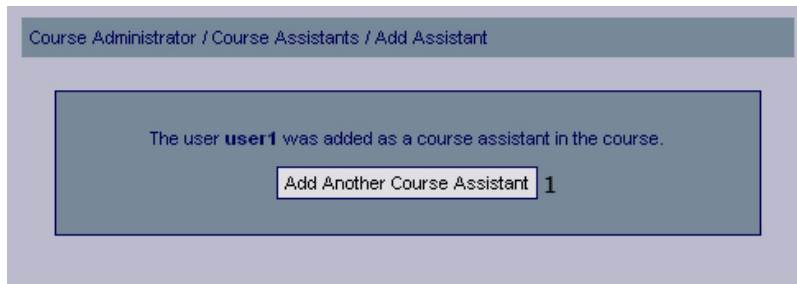 Course Administrator / Course Assistants / Add Assistant
The user user1 was added as a course assistant in the course.
Add Another Course Assistant 1